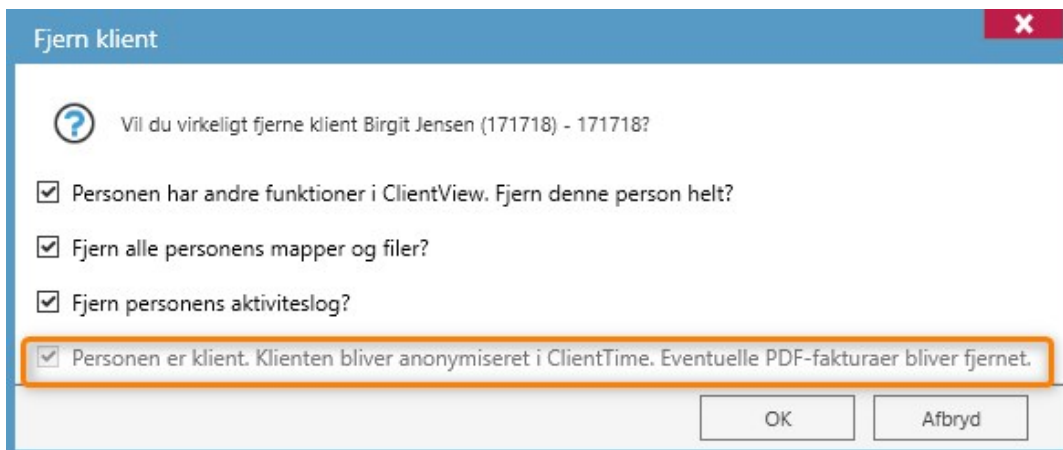 Fjern klient
Vil du virkeligt fjerne klient Birgit Jensen (171718) - 171718?
Personen har andre funktioner i ClientView. Fjern denne person helt?
Fjern alle personens mapper og filer?
Fjern personens aktiviteslog?
Personen er klient. Klienten bliver anonymiseret i ClientTime. Eventuelle PDF-fakturaer bliver fjernet.
OK
Afbryd